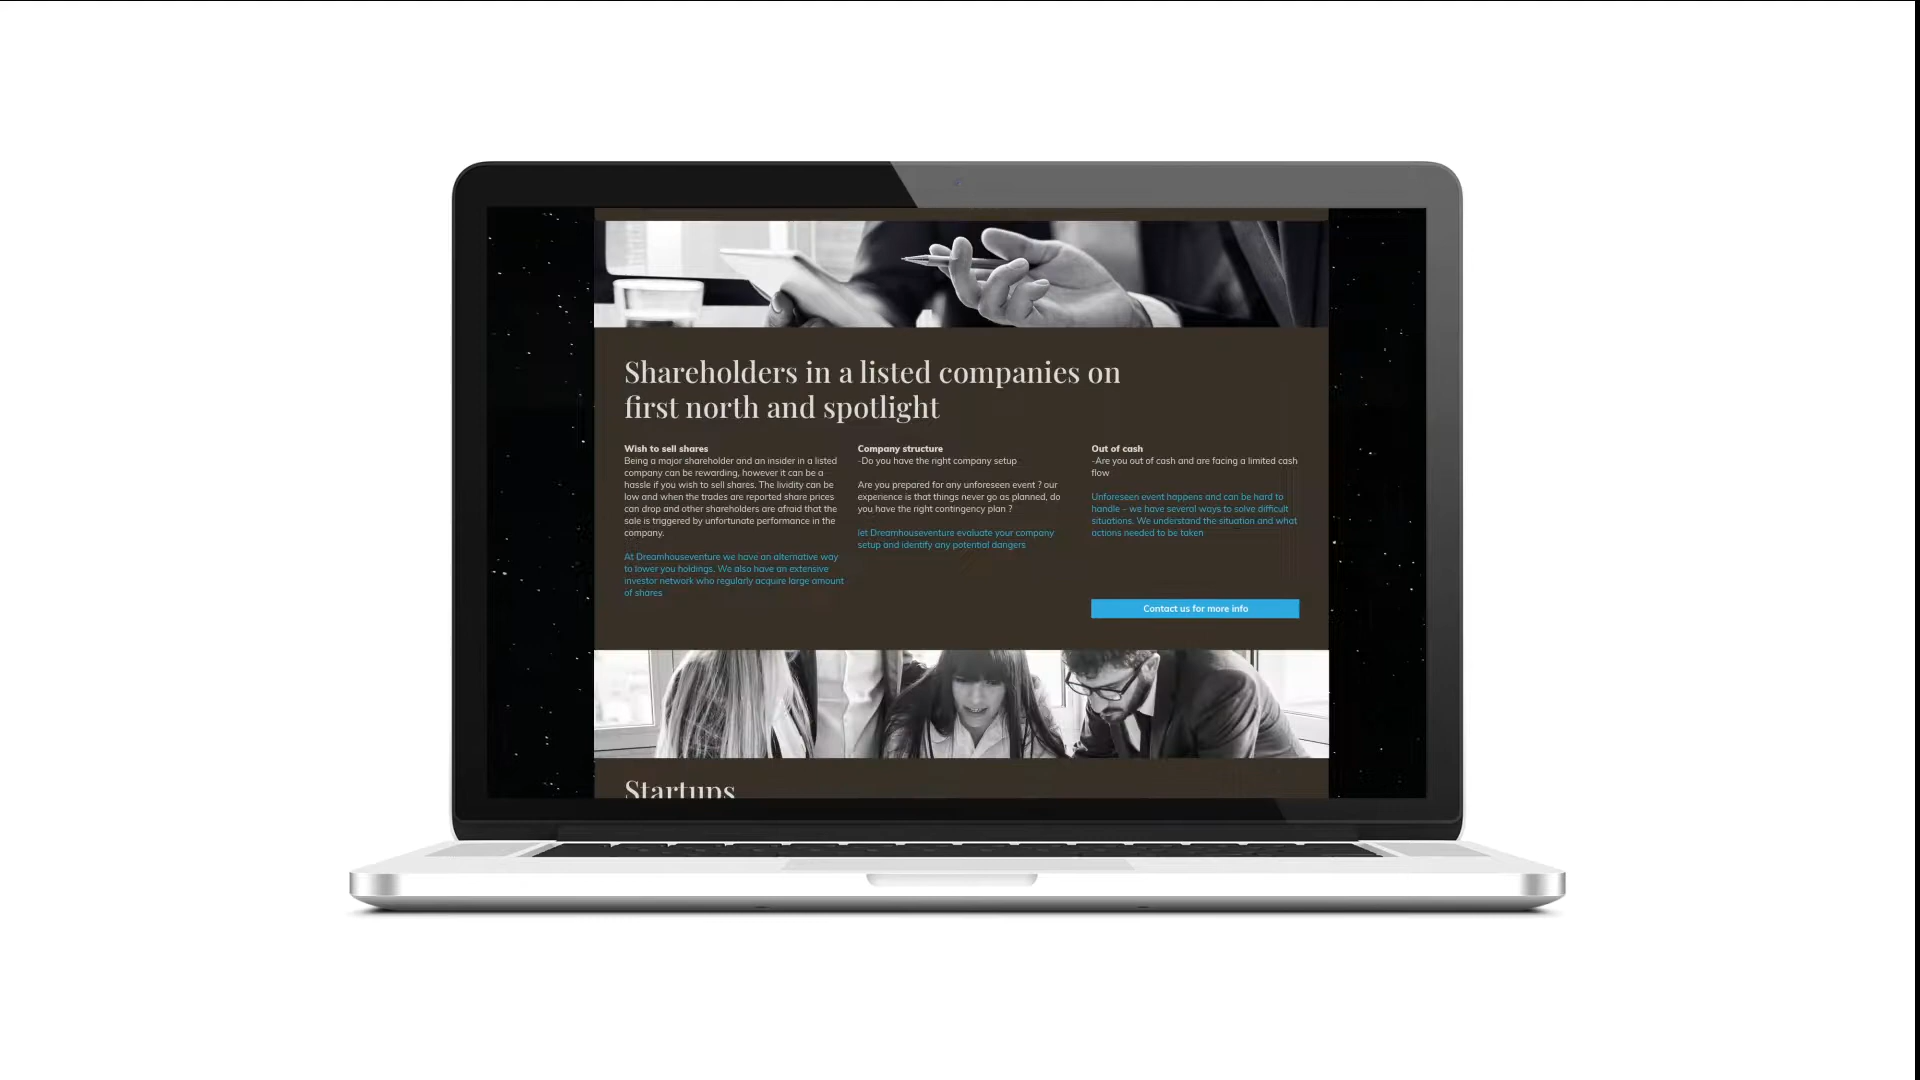 Shareholders in a listed companies on
first north and spotlight
Wish to sell shares
Being a major shareholder and an insider in a listed
company can be rewarding, however it can be a
hassle if you wish to sell shares. The lividity can be
low and when the trades are reported share prices
can drop and other shareholders are afraid that the
sale is triggered by unfortunate performance in the
company.
At Dreamhouseventure we have an alternative way
to lower you holdings. We also have an extensive
investor network who regularly acquire large amount
of shares
Company structure
-Do you have the right company setup
Are you prepared for any unforeseen event ? our
experience is that things never go as planned, do
you have the right contingency plan ?
let Dreamhouseventure evaluate your company
setup and identify any potential dangers
Out of cash
-Are you out of cash and are facing a limited cash
flow
Unforeseen event happens and can be hard to
handle – we have several ways to solve difficult
situations. We understand the situation and what
actions needed to be taken
Contact us for more info
Startups